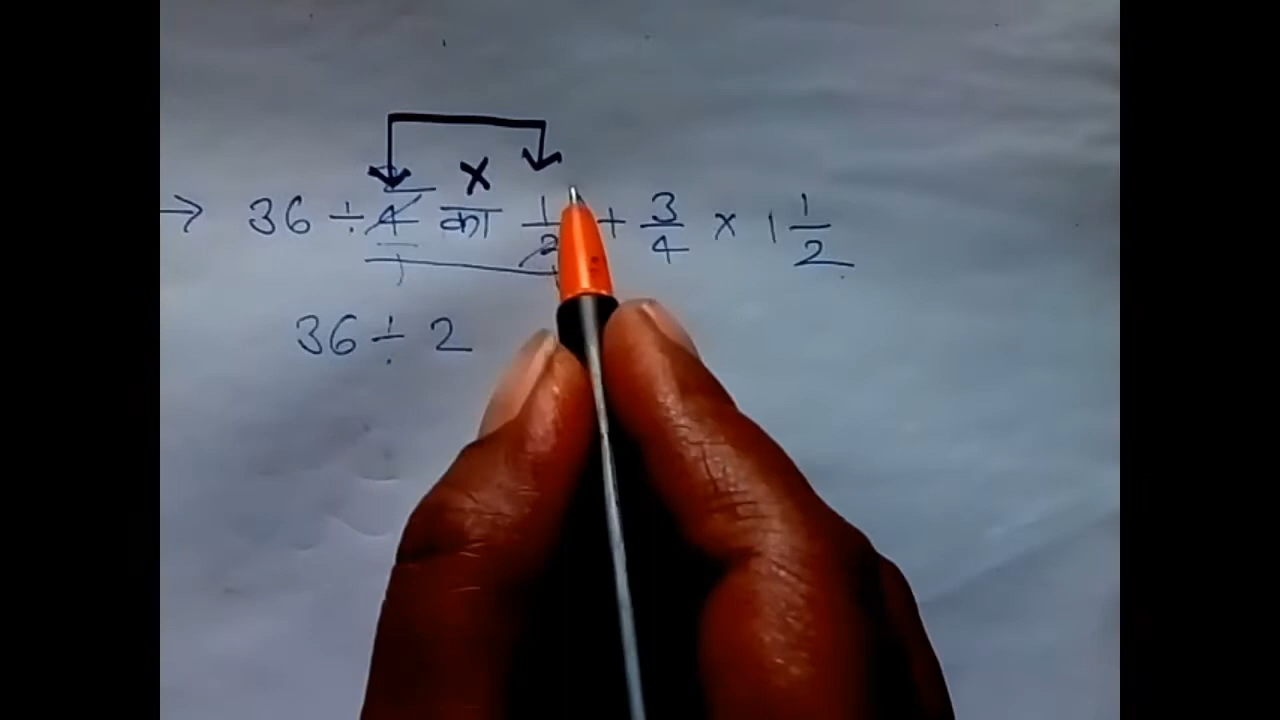 → 36 ÷ 4 का 1/2 + 3/4 × 1 1/2
36 ÷ 2